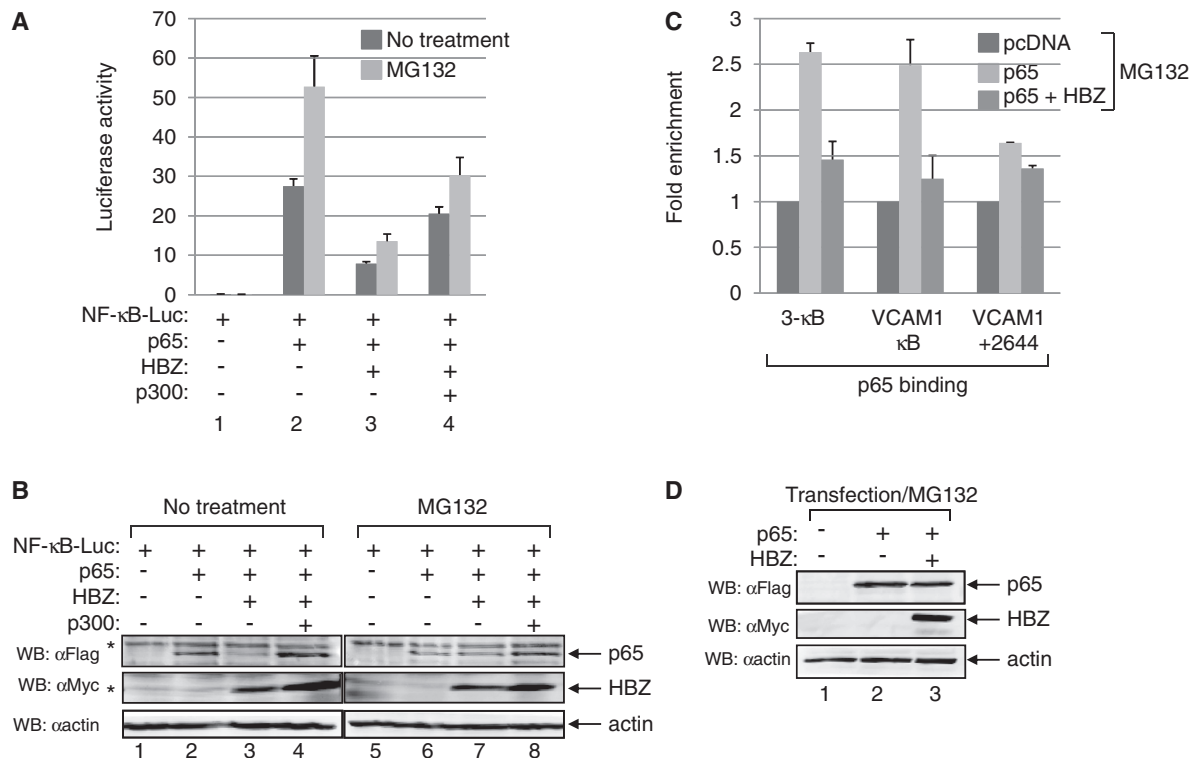 A
Luciferase activity
70
60
50
40
30
20
10
0
No treatment
MG132
NF-κB-Luc: + + + +
p65: - + + +
HBZ: - - + +
p300: - - - +
1 2 3 4
C
Fold enrichment
3
2.5
2
1.5
1
0.5
0
pcDNA
p65
p65 + HBZ
MG132
3-κB VCAM1 VCAM1
κB +2644
p65 binding
B
No treatment MG132
NF-κB-Luc: + + + + + + + +
p65: - + + + - + + +
HBZ: - - + + - - + +
p300: - - - + - - - +
WB: αFlag * p65
WB: αMyc * HBZ
WB: αactin actin
1 2 3 4 5 6 7 8
D
Transfection/MG132
p65: - + +
HBZ: - - +
WB: αFlag p65
WB: αMyc HBZ
WB: αactin actin
1 2 3